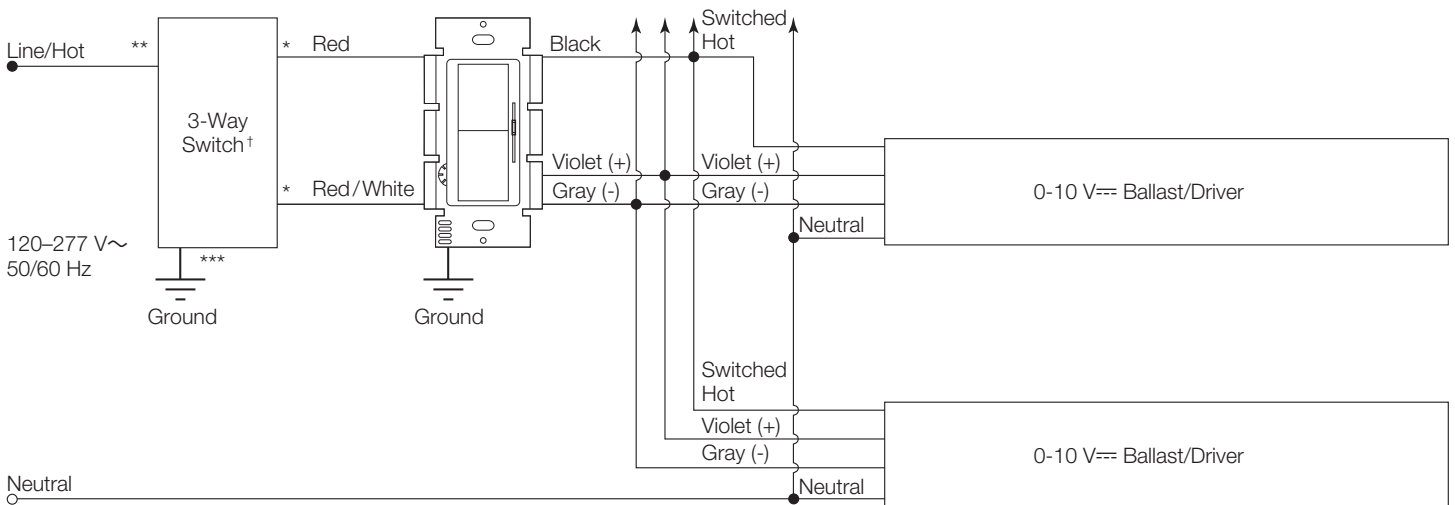 Switched
Hot
Line/Hot
**
*
Red
Black
3-Way
Switch†
Violet (+)
Violet (+)
*
Red/White
Gray (-)
Gray (-)
0-10 V⎓ Ballast/Driver
Neutral
120–277 V~
50/60 Hz
***
Ground
Ground
Switched
Hot
Violet (+)
Gray (-)
0-10 V⎓ Ballast/Driver
Neutral
Neutral